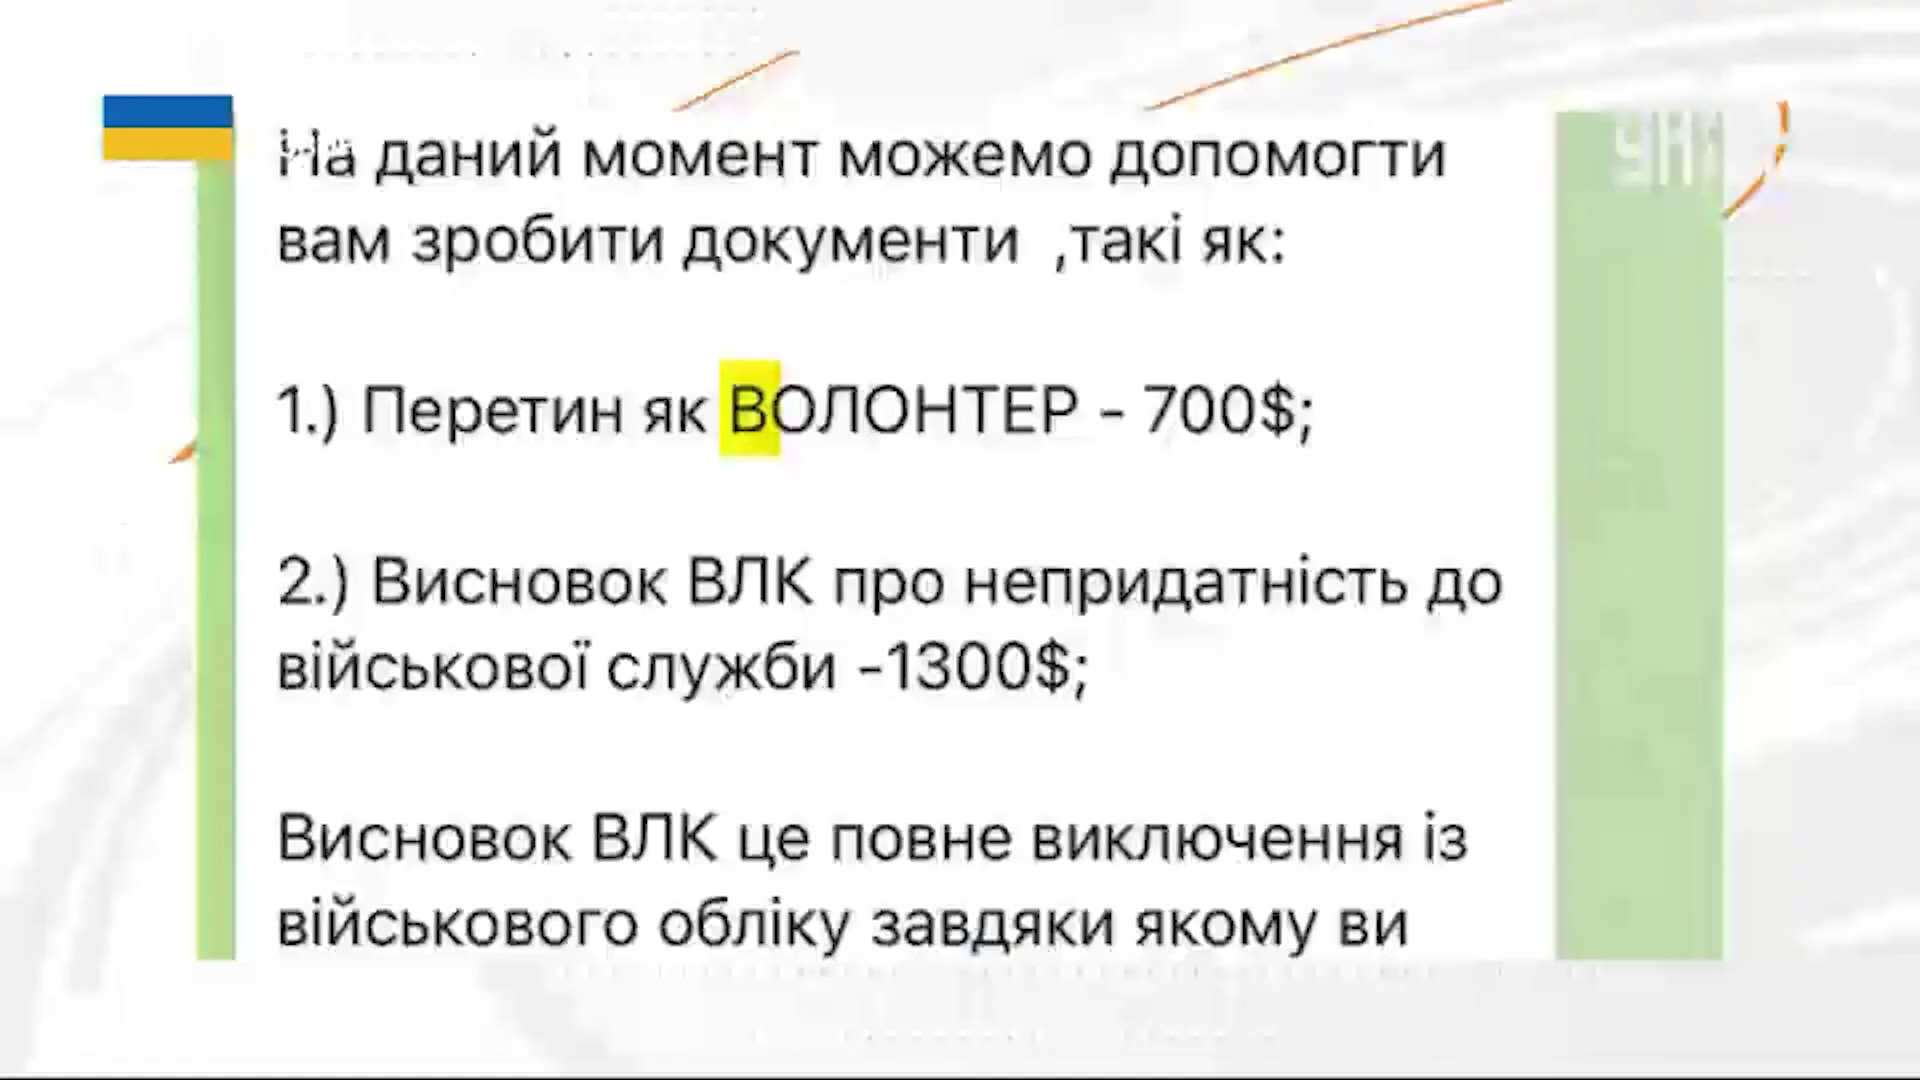 На даний момент можемо допомогти
вам зробити документи ,такі як:
1.) Перетин як ВОЛОНТЕР - 700$;
2.) Висновок ВЛК про непридатність до
військової служби -1300$;
Висновок ВЛК це повне виключення із
військового обліку завдяки якому ви